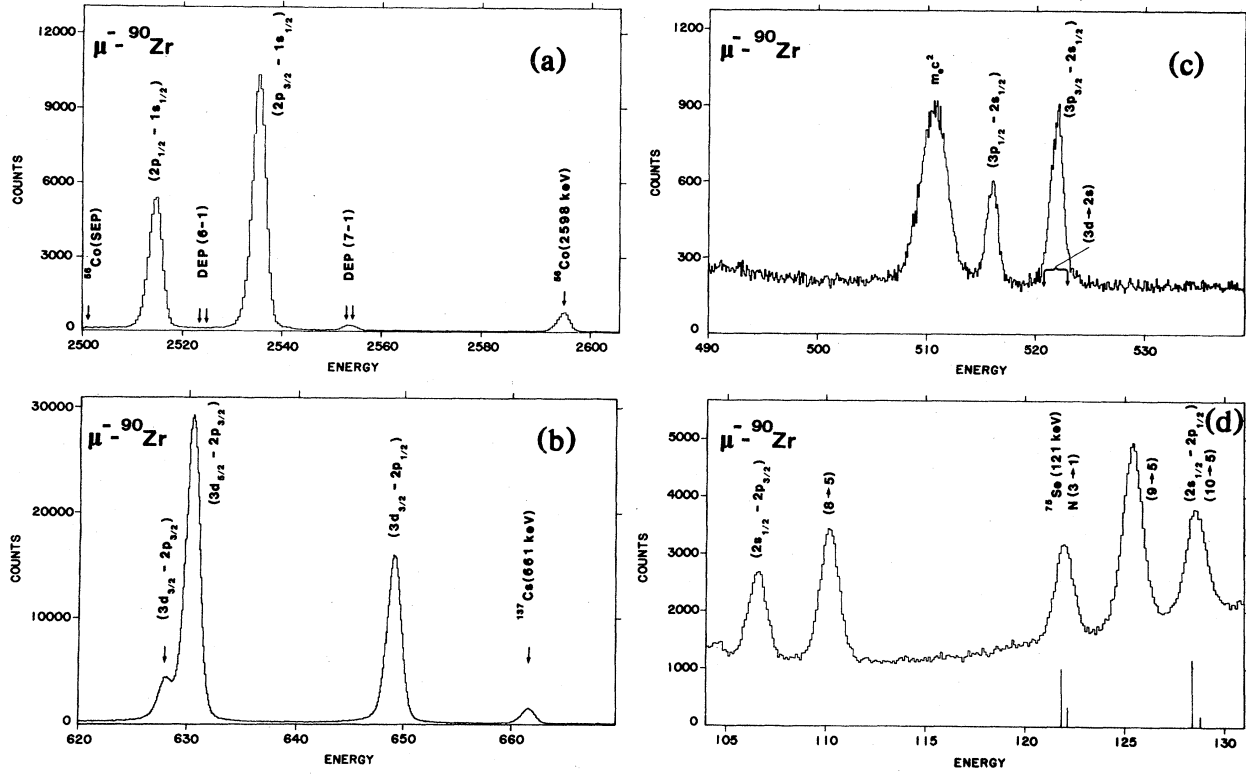 μ⁻-⁹⁰Zr
(a)
12000
9000
6000
3000
0
COUNTS
⁵⁶Co(SEP)
(2p₁/₂ - 1s₁/₂)
DEP (6-1)
(2p₃/₂ - 1s₁/₂)
DEP (7-1)
⁵⁶Co(2598 keV)
2500 2520 2540 2560 2580 2600
ENERGY
μ⁻-⁹⁰Zr
(c)
1200
900
600
300
0
COUNTS
mₑc²
(3p₁/₂ - 2s₁/₂)
(3p₃/₂ - 2s₁/₂)
(3d→2s)
490 500 510 520 530
ENERGY
μ⁻-⁹⁰Zr
(b)
30000
20000
10000
0
COUNTS
(3d₃/₂ - 2p₃/₂)
(3d₅/₂ - 2p₃/₂)
(3d₃/₂ - 2p₁/₂)
¹³⁷Cs(661 keV)
620 630 640 650 660
ENERGY
μ⁻-⁹⁰Zr
(d)
5000
4000
3000
2000
1000
0
COUNTS
(2s₁/₂ - 2p₃/₂)
(8→5)
⁷⁵Se (121 keV)
N (3→1)
(9→5)
(2s₁/₂ - 2p₁/₂)
(10→5)
105 110 115 120 125 130
ENERGY